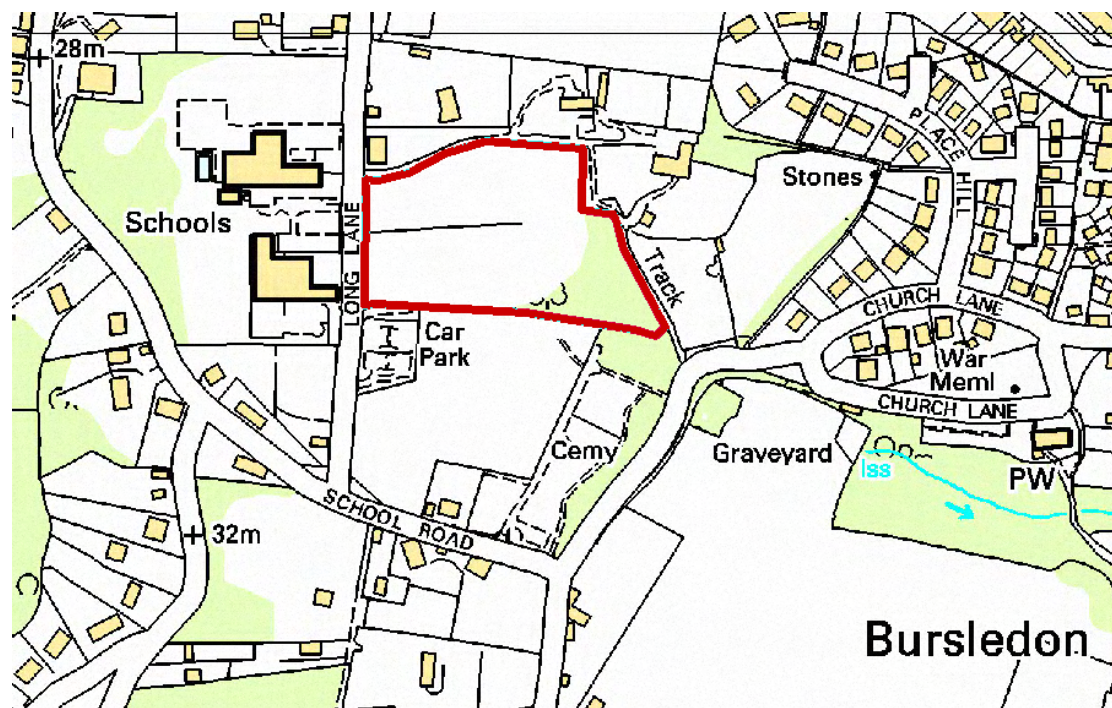 28m
PLACE HILL
Stones
Schools
LONG LANE
Track
CHURCH LANE
Car
Park
War
Meml
CHURCH LANE
Cemy
Graveyard
Iss
PW
SCHOOL ROAD
32m
Bursledon